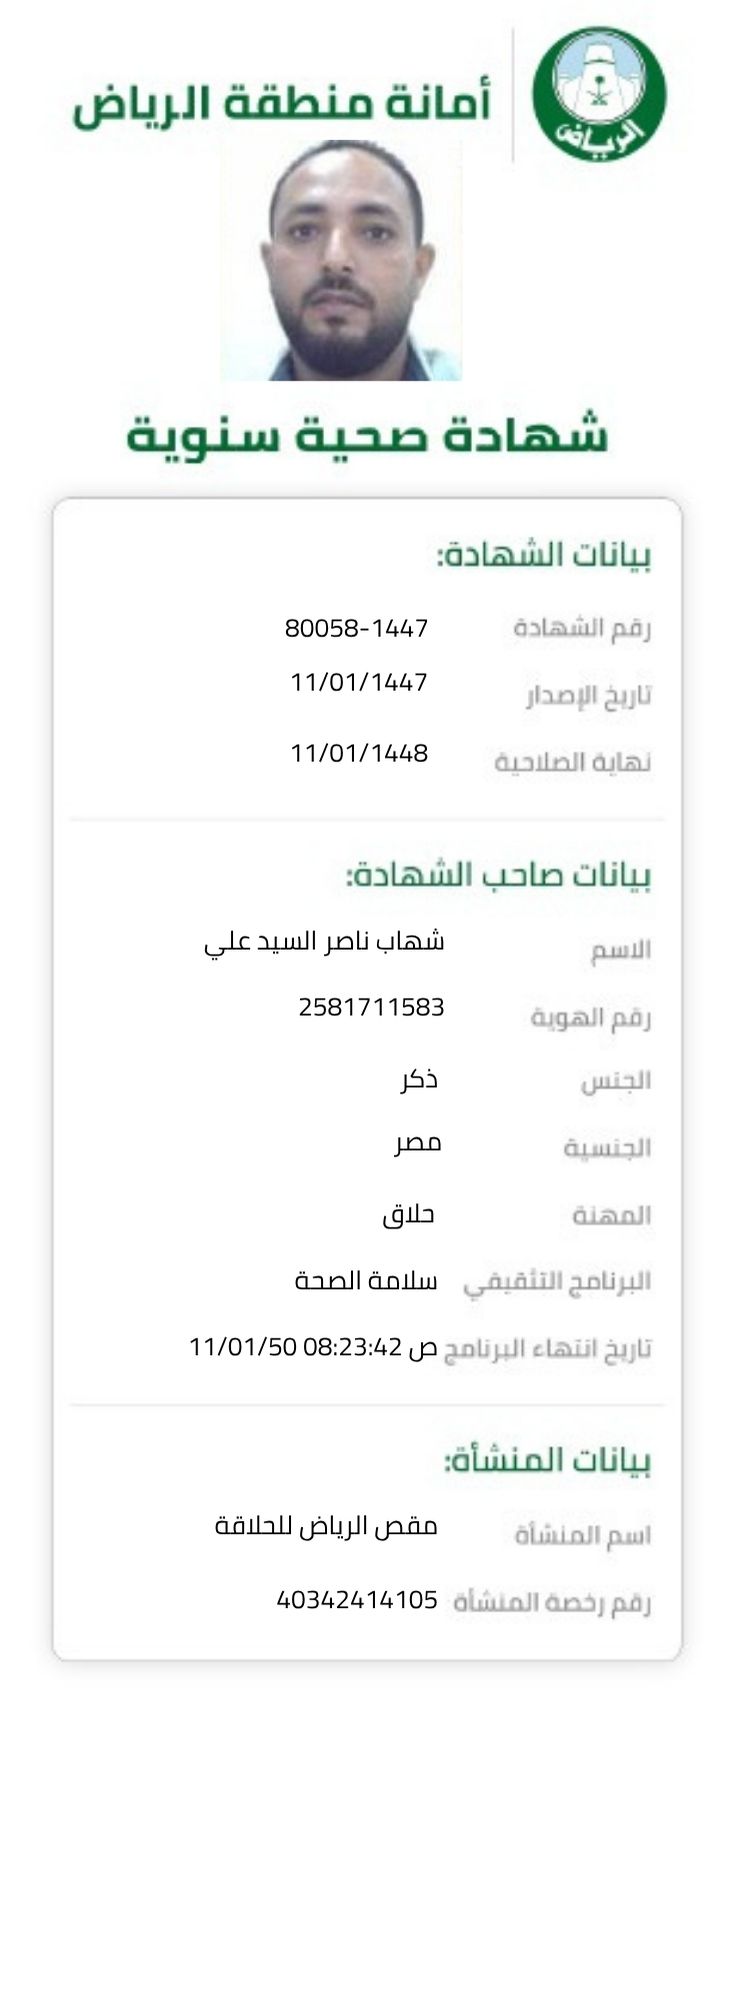 أمانة منطقة الرياض
الرياض
شهادة صحية سنوية
بيانات الشهادة:
رقم الشهادة 80058-1447
تاريخ الإصدار 11/01/1447
نهاية الصلاحية 11/01/1448
بيانات صاحب الشهادة:
الاسم شهاب ناصر السيد علي
رقم الهوية 2581711583
الجنس ذكر
الجنسية مصر
المهنة حلاق
البرنامج التثقيفي سلامة الصحة
تاريخ انتهاء البرنامج ص 08:23:42 11/01/50
بيانات المنشأة:
اسم المنشأة مقص الرياض للحلاقة
رقم رخصة المنشأة 40342414105